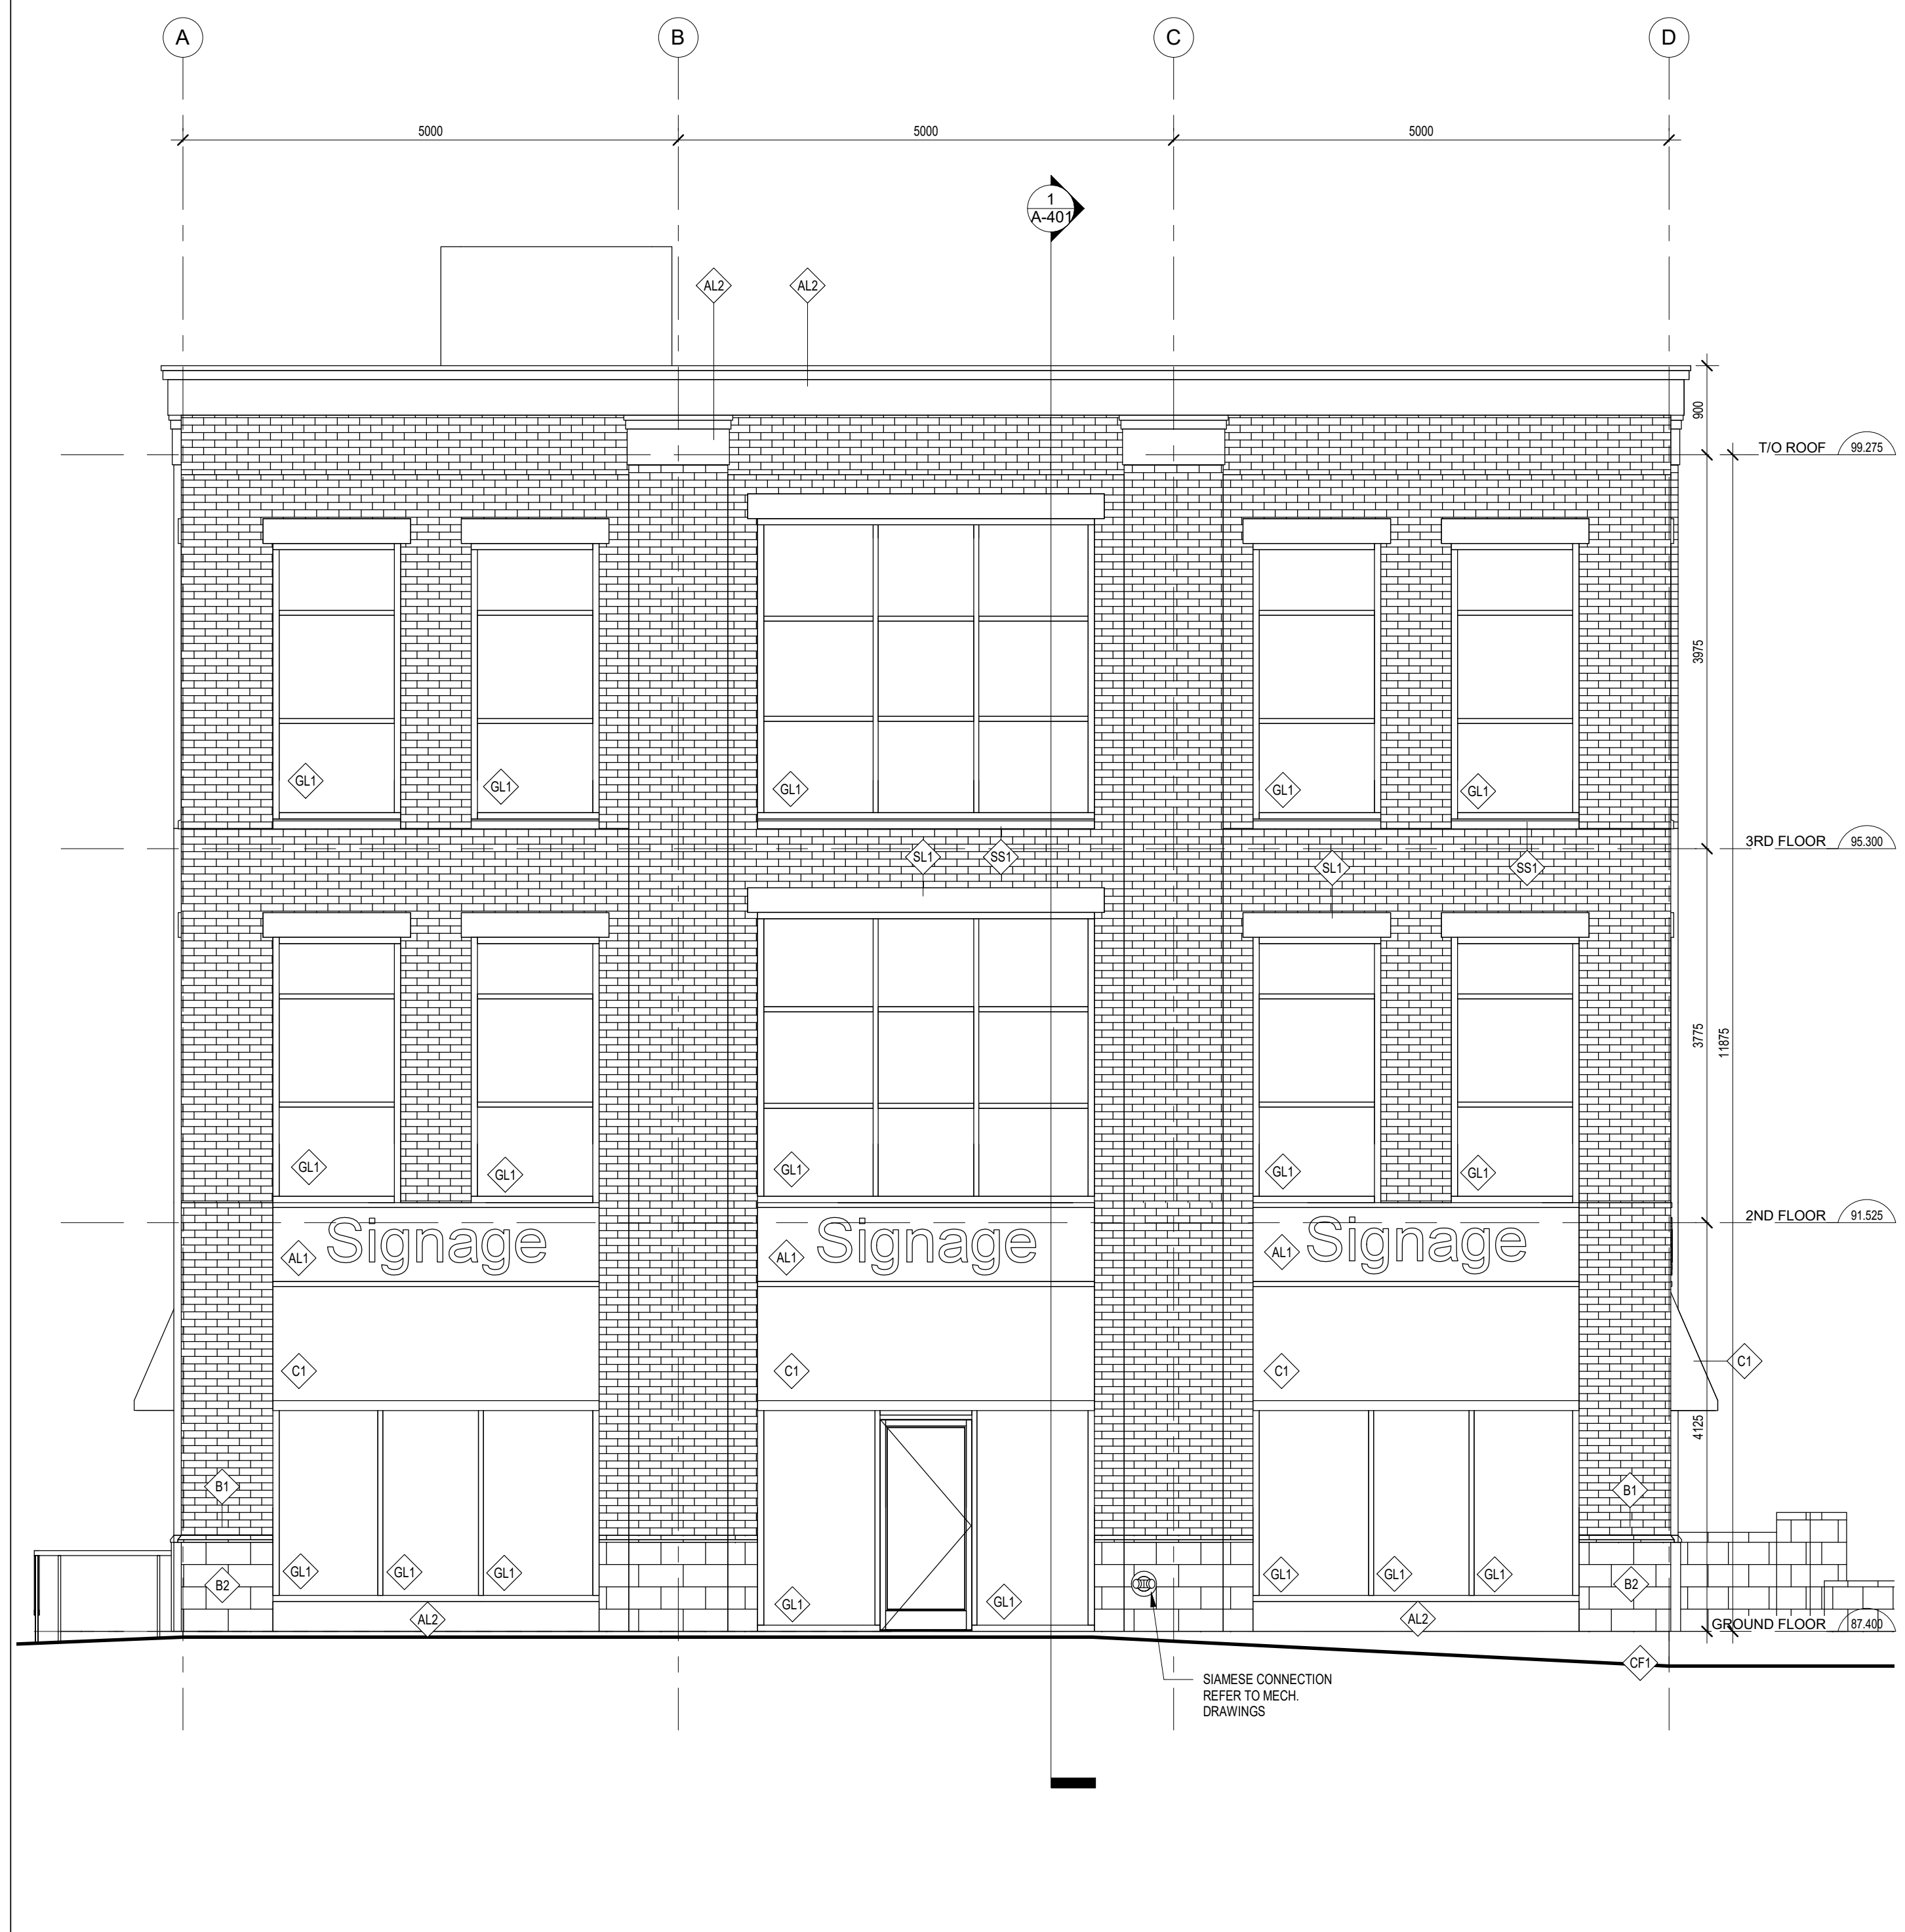 A B C D
5000 5000 5000
1
A-401
AL2 AL2
900
T/O ROOF 99.275
3975
GL1 GL1 GL1 GL1 GL1
3RD FLOOR 95.300
SL1 SS1 SL1 SS1
3775
11875
GL1 GL1 GL1 GL1 GL1
2ND FLOOR 91.525
AL1 Signage AL1 Signage AL1 Signage
C1 C1 C1 C1
4125
B1 B1
GL1 GL1 GL1 GL1 GL1 GL1
B2 B2
GL1 GL1
AL2 AL2
GROUND FLOOR 87.400
CF1
SIAMESE CONNECTION
REFER TO MECH.
DRAWINGS